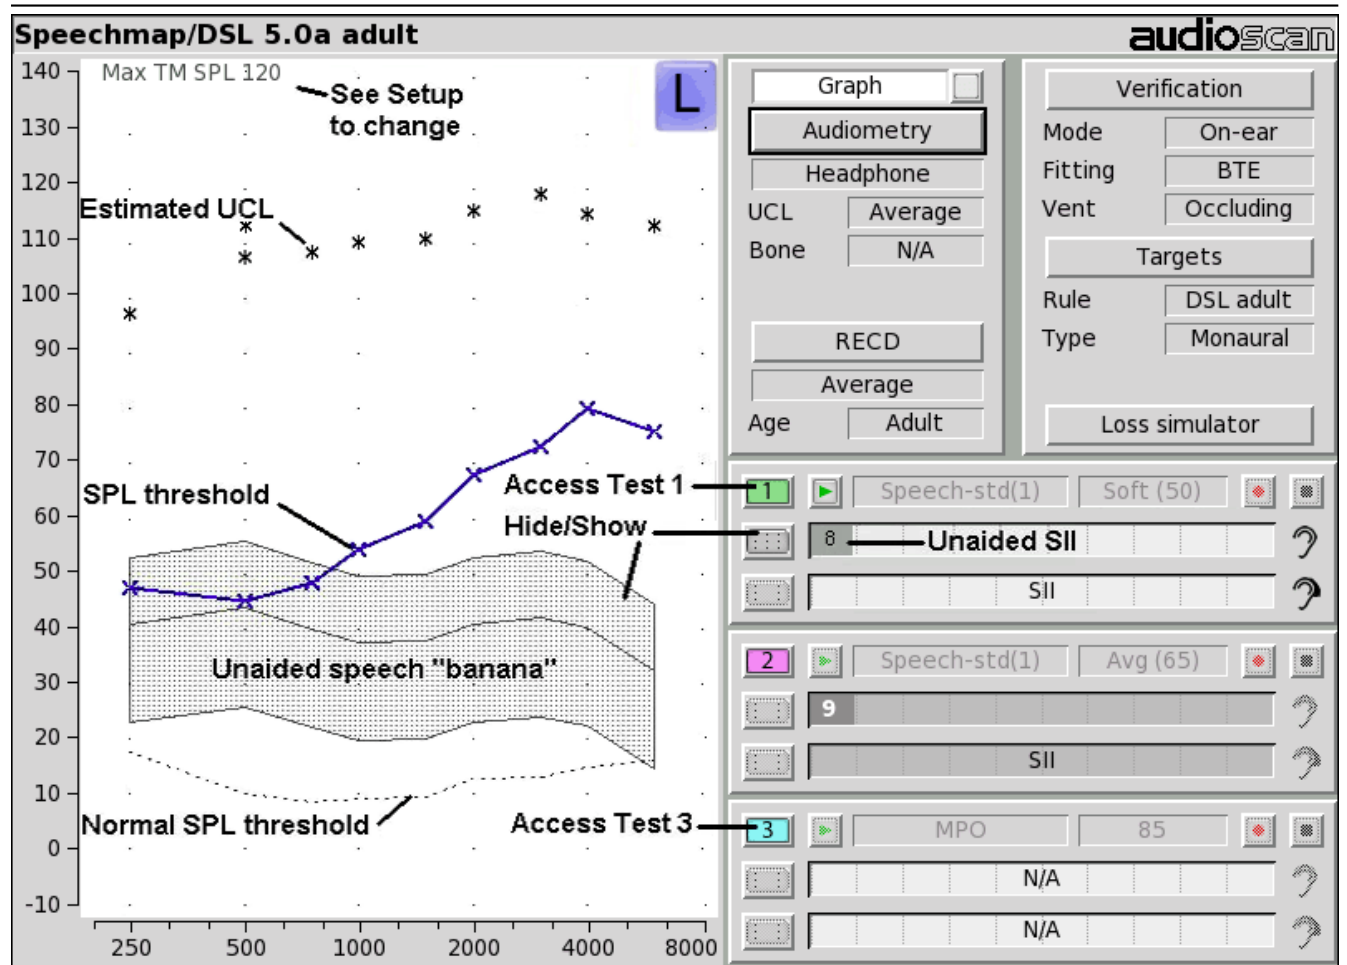 Speechmap/DSL 5.0a adult
audioscan
Max TM SPL 120
See Setup
to change
L
140
130
120
110
100
90
80
70
60
50
40
30
20
10
0
-10
250 500 1000 2000 4000 8000
Estimated UCL
SPL threshold
Unaided speech "banana"
Normal SPL threshold
Access Test 1
Hide/Show
Access Test 3
Graph
Audiometry
Headphone
UCL Average
Bone N/A
RECD
Average
Age Adult
Verification
Mode On-ear
Fitting BTE
Vent Occluding
Targets
Rule DSL adult
Type Monaural
Loss simulator
1 Speech-std(1) Soft (50)
8 Unaided SII
SII
2 Speech-std(1) Avg (65)
9
SII
3 MPO 85
N/A
N/A